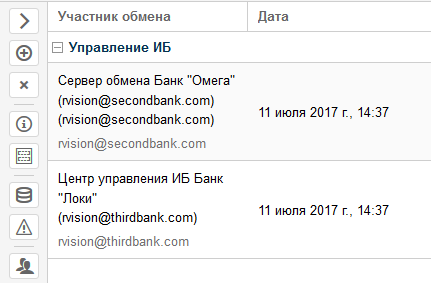 Участник обмена Дата
Управление ИБ
Сервер обмена Банк "Омега"
(rvision@secondbank.com)
(rvision@secondbank.com)
11 июля 2017 г., 14:37
rvision@secondbank.com
Центр управления ИБ Банк
"Локи"
(rvision@thirdbank.com)
11 июля 2017 г., 14:37
rvision@thirdbank.com